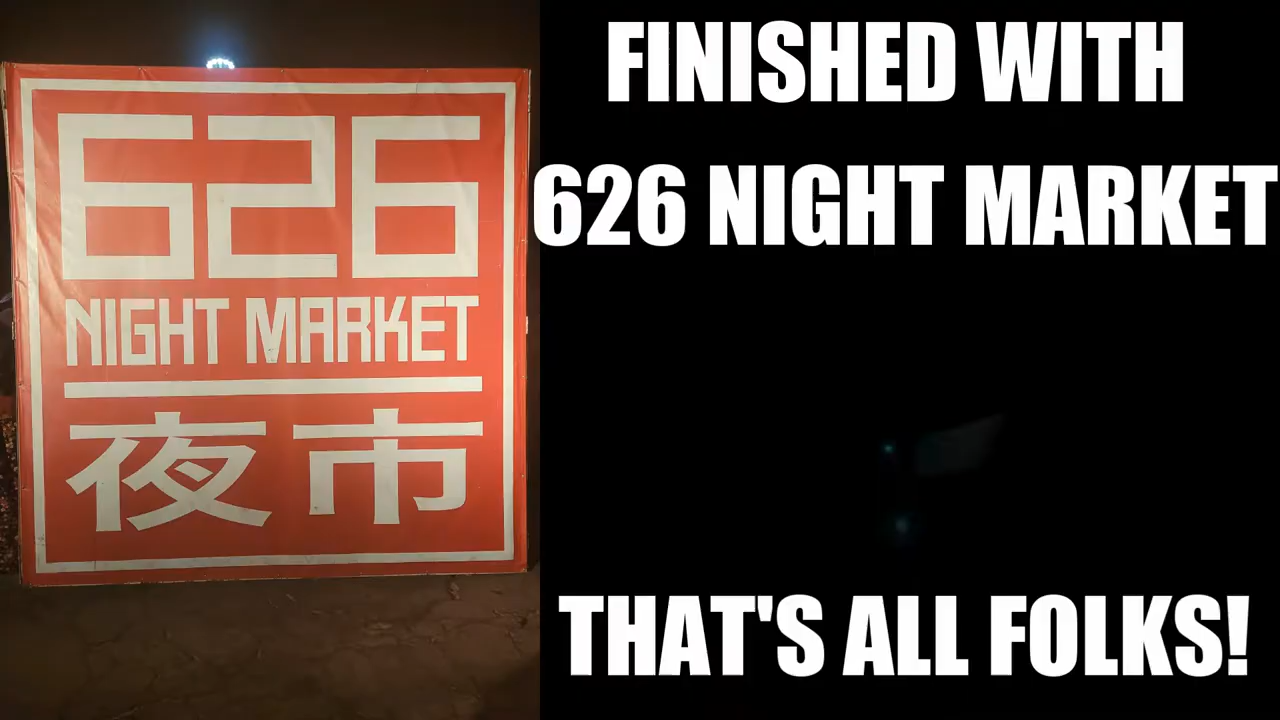 626
NIGHT MARKET
夜市
FINISHED WITH
626 NIGHT MARKET
THAT'S ALL FOLKS!